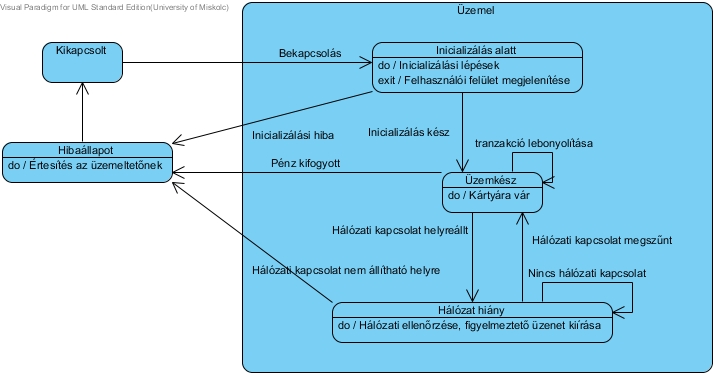 Visual Paradigm for UML Standard Edition(University of Miskolc)
Üzemel
Kikapcsolt
Bekapcsolás
Inicializálás alatt
do / Inicializálási lépések
exit / Felhasználói felület megjelenítése
Inicializálási hiba
Inicializálás kész
tranzakció lebonyolítása
Hibaállapot
do / Értesítés az üzemeltetőnek
Pénz kifogyott
Üzemkész
do / Kártyára vár
Hálózati kapcsolat helyreállt
Hálózati kapcsolat megszűnt
Hálózati kapcsolat nem állítható helyre
Nincs hálózati kapcsolat
Hálózat hiány
do / Hálózati ellenőrzése, figyelmeztető üzenet kiírása